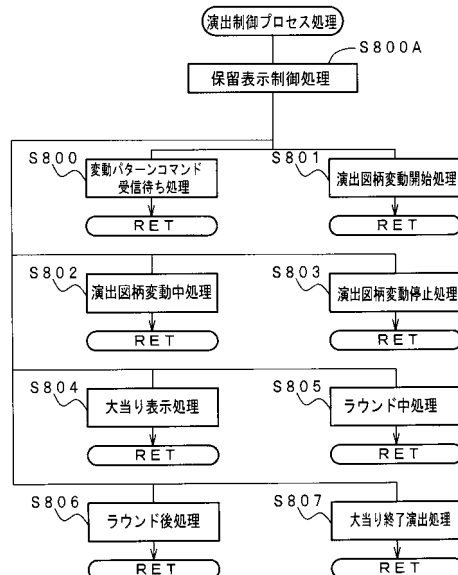 演出制御プロセス処理
S800A
保留表示制御処理
S800
変動パターンコマンド
受信待ち処理
RET
S801
演出図柄変動開始処理
RET
S802
演出図柄変動中処理
RET
S803
演出図柄変動停止処理
RET
S804
大当り表示処理
RET
S805
ラウンド中処理
RET
S806
ラウンド後処理
RET
S807
大当り終了演出処理
RET